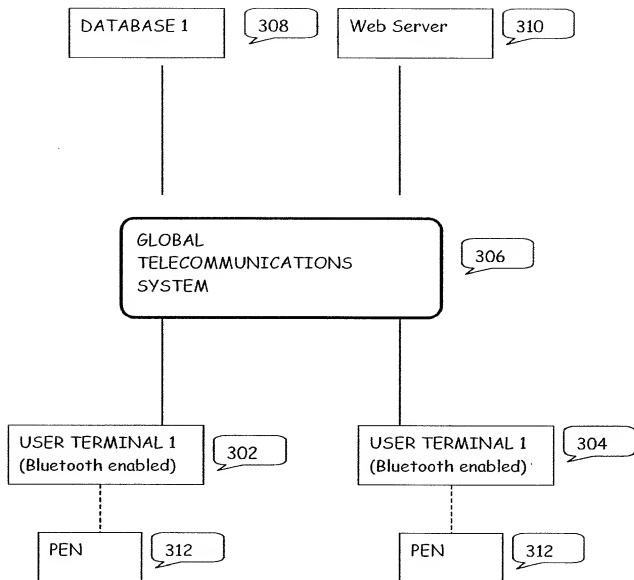 DATABASE 1
308
Web Server
310
GLOBAL
TELECOMMUNICATIONS
SYSTEM
306
USER TERMINAL 1
(Bluetooth enabled)
302
USER TERMINAL 1
(Bluetooth enabled)
304
PEN
312
PEN
312